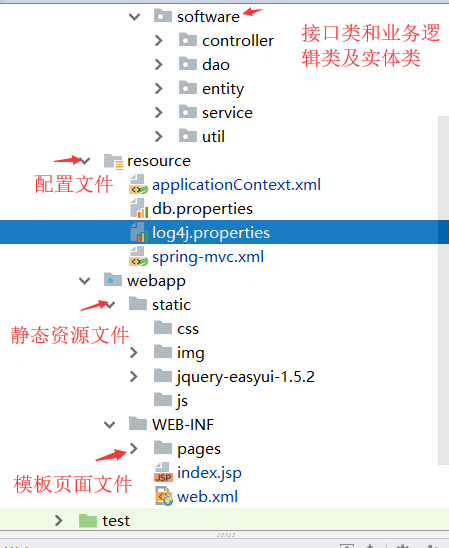 software
接口类和业务逻
辑类及实体类
controller
dao
entity
service
util
resource
配置文件
applicationContext.xml
db.properties
log4j.properties
spring-mvc.xml
webapp
static
静态资源文件
css
img
jquery-easyui-1.5.2
js
WEB-INF
pages
模板页面文件
index.jsp
web.xml
test